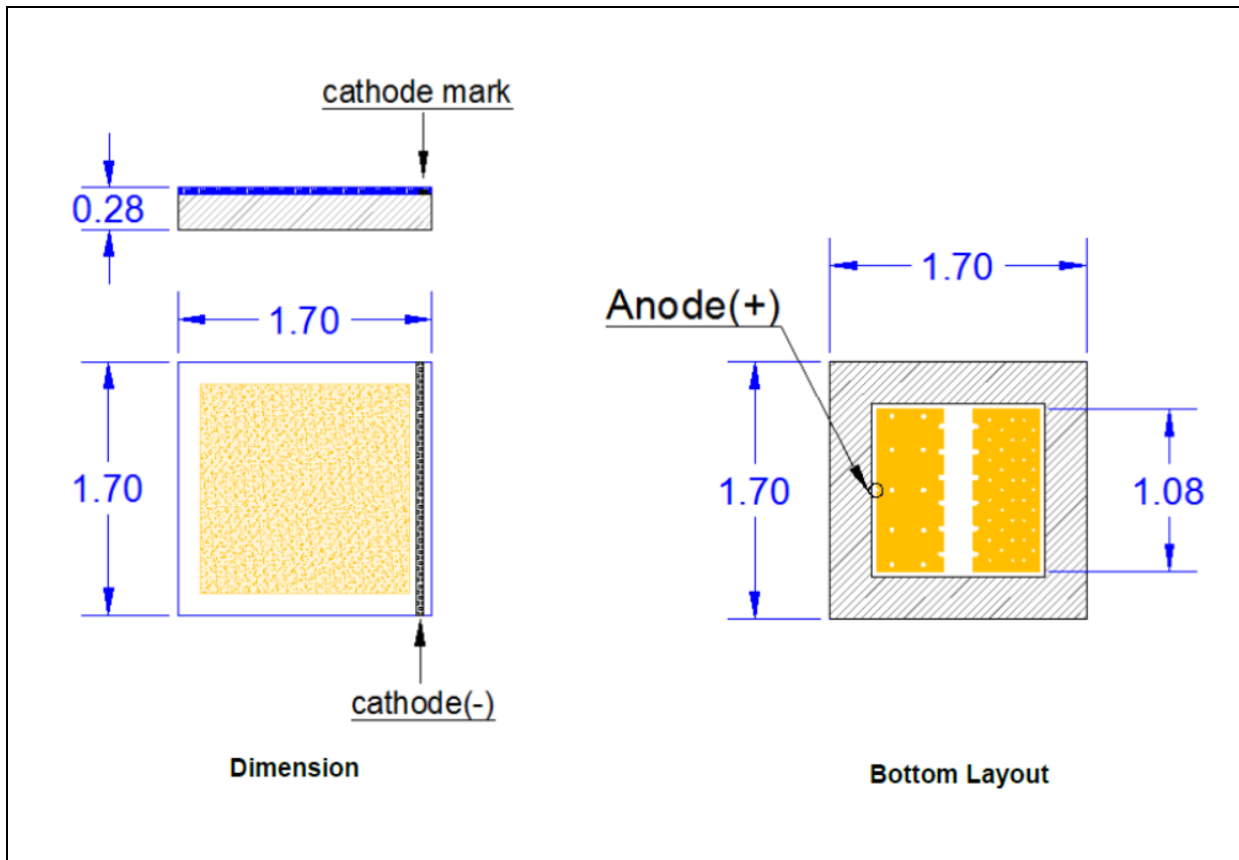 cathode mark
0.28
1.70
1.70
cathode(-)
Dimension
1.70
Anode(+)
1.70
1.08
Bottom Layout